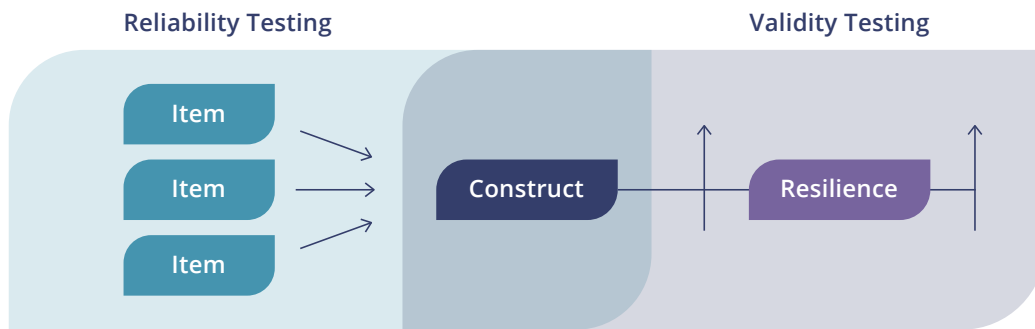 Reliability Testing
Validity Testing
Item
Item
Item
Construct
Resilience